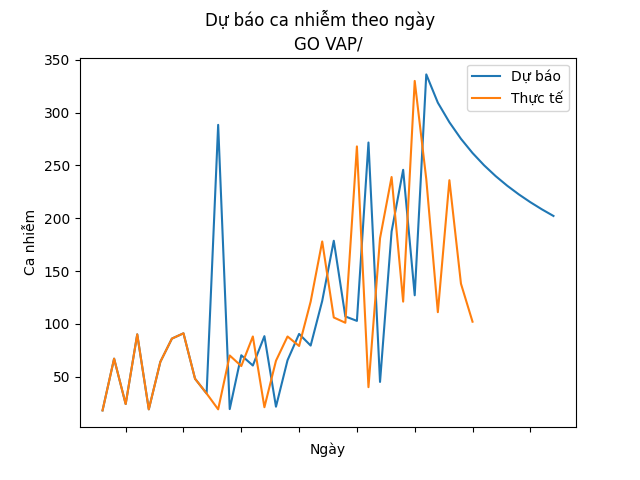 Dự báo ca nhiễm theo ngày
GO VAP/
Dự báo
Thực tế
350
300
250
200
150
100
50
Ca nhiễm
Ngày